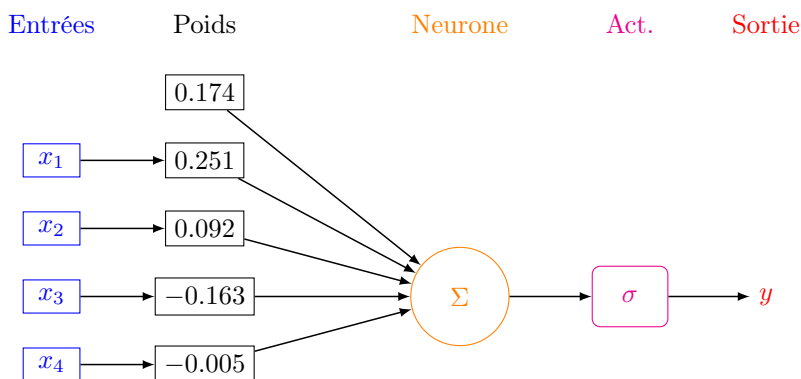 Entrées Poids Neurone Act. Sortie
0.174
x₁ 0.251
x₂ 0.092
x₃ −0.163 Σ σ y
x₄ −0.005